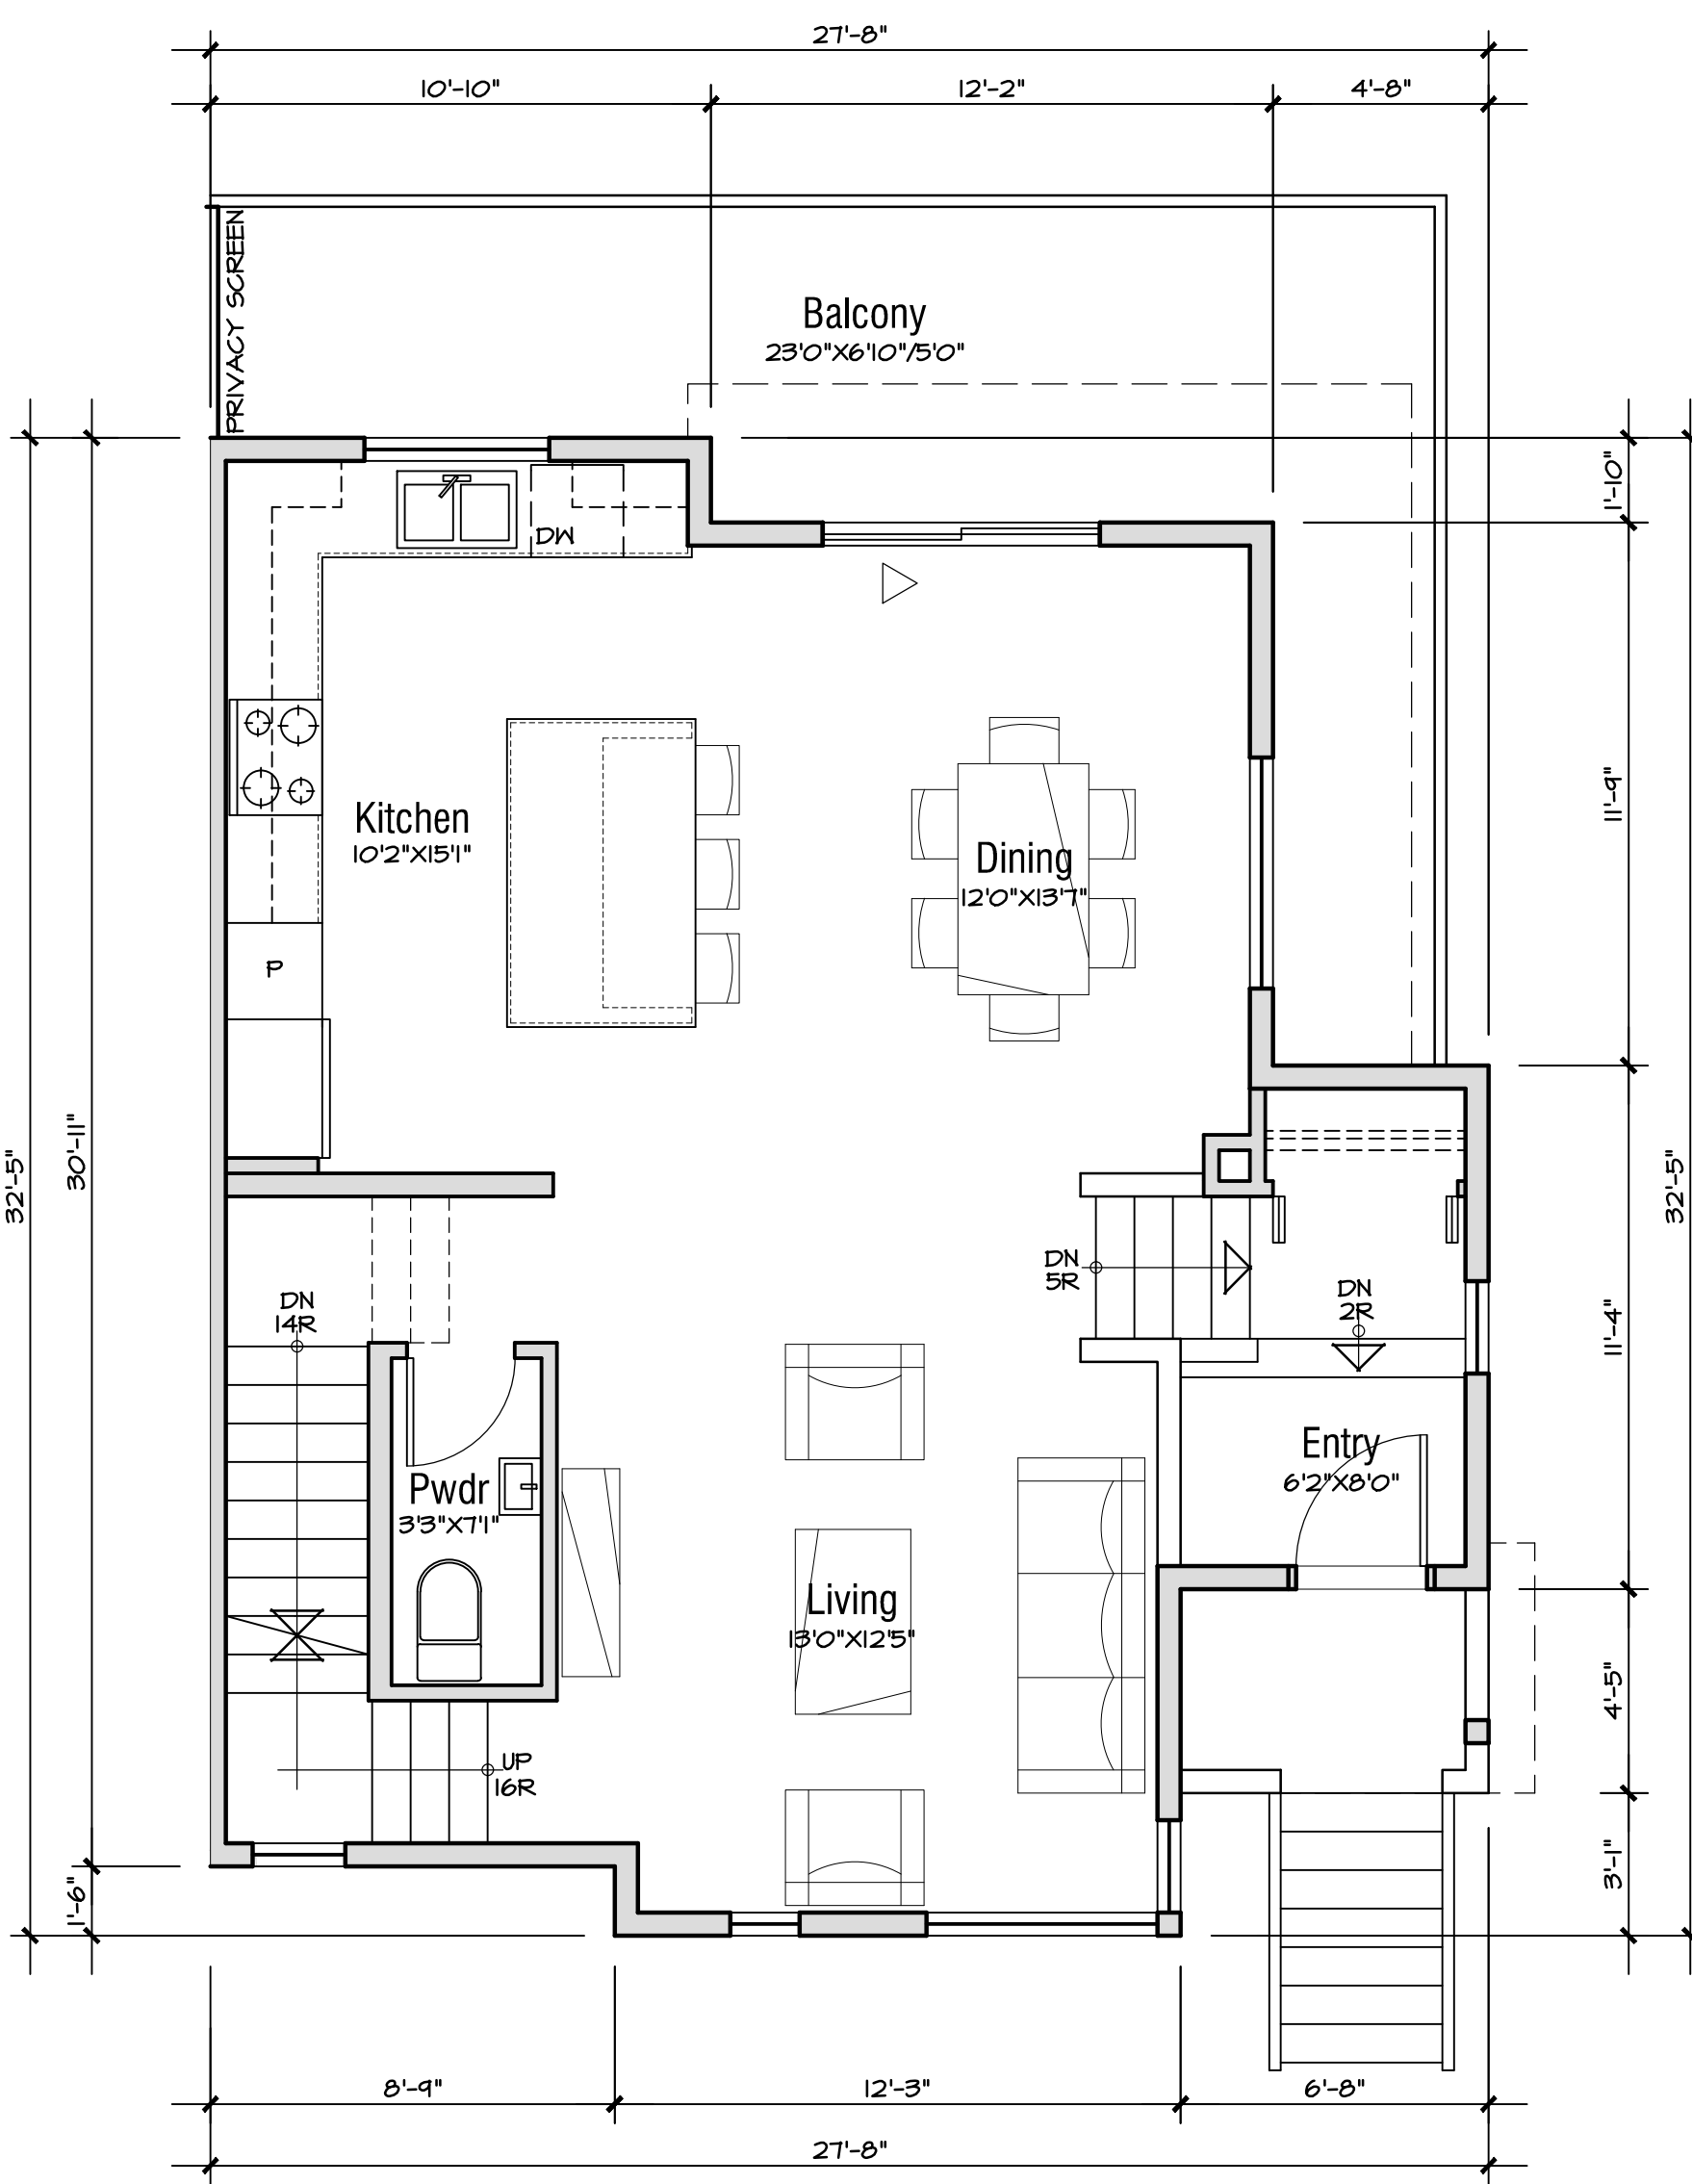 27'-8"
10'-10"
12'-2"
4'-8"
PRIVACY SCREEN
Balcony
23'0"X6'10"/5'0"
1'-10"
DW
11'-9"
Kitchen
10'2"X15'1"
Dining
12'0"X13'7"
P
32'-5"
30'-11"
32'-5"
DN
5R
DN
2R
DN
14R
11'-4"
Entry
6'2"X8'0"
Pwdr
3'3"X7'1"
Living
13'0"X12'5"
4'-5"
UP
16R
3'-1"
1'-6"
8'-9"
12'-3"
6'-8"
27'-8"